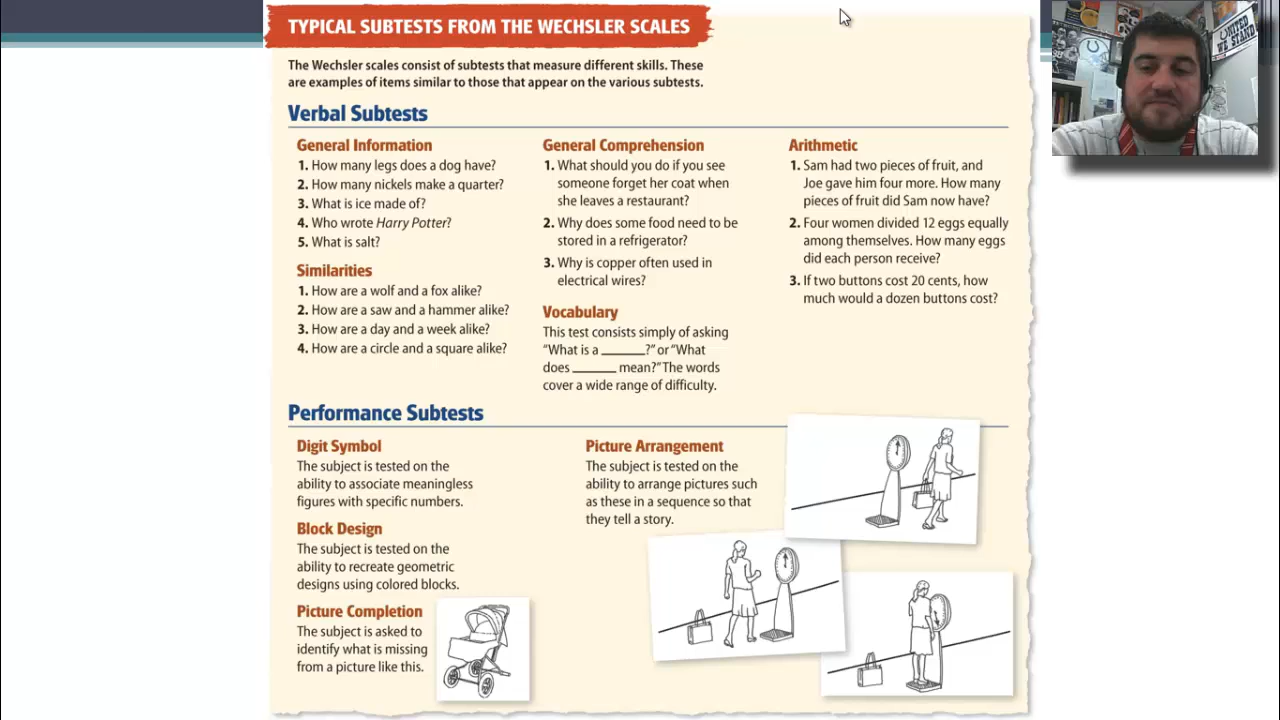 TYPICAL SUBTESTS FROM THE WECHSLER SCALES
The Wechsler scales consist of subtests that measure different skills. These
are examples of items similar to those that appear on the various subtests.
Verbal Subtests
General Information
1. How many legs does a dog have?
2. How many nickels make a quarter?
3. What is ice made of?
4. Who wrote Harry Potter?
5. What is salt?
Similarities
1. How are a wolf and a fox alike?
2. How are a saw and a hammer alike?
3. How are a day and a week alike?
4. How are a circle and a square alike?
General Comprehension
1. What should you do if you see
someone forget her coat when
she leaves a restaurant?
2. Why does some food need to be
stored in a refrigerator?
3. Why is copper often used in
electrical wires?
Vocabulary
This test consists simply of asking
"What is a ______?" or "What
does ______ mean?" The words
cover a wide range of difficulty.
Arithmetic
1. Sam had two pieces of fruit, and
Joe gave him four more. How many
pieces of fruit did Sam now have?
2. Four women divided 12 eggs equally
among themselves. How many eggs
did each person receive?
3. If two buttons cost 20 cents, how
much would a dozen buttons cost?
Performance Subtests
Digit Symbol
The subject is tested on the
ability to associate meaningless
figures with specific numbers.
Block Design
The subject is tested on the
ability to recreate geometric
designs using colored blocks.
Picture Completion
The subject is asked to
identify what is missing
from a picture like this.
Picture Arrangement
The subject is tested on the
ability to arrange pictures such
as these in a sequence so that
they tell a story.
UNITED
WE STAND